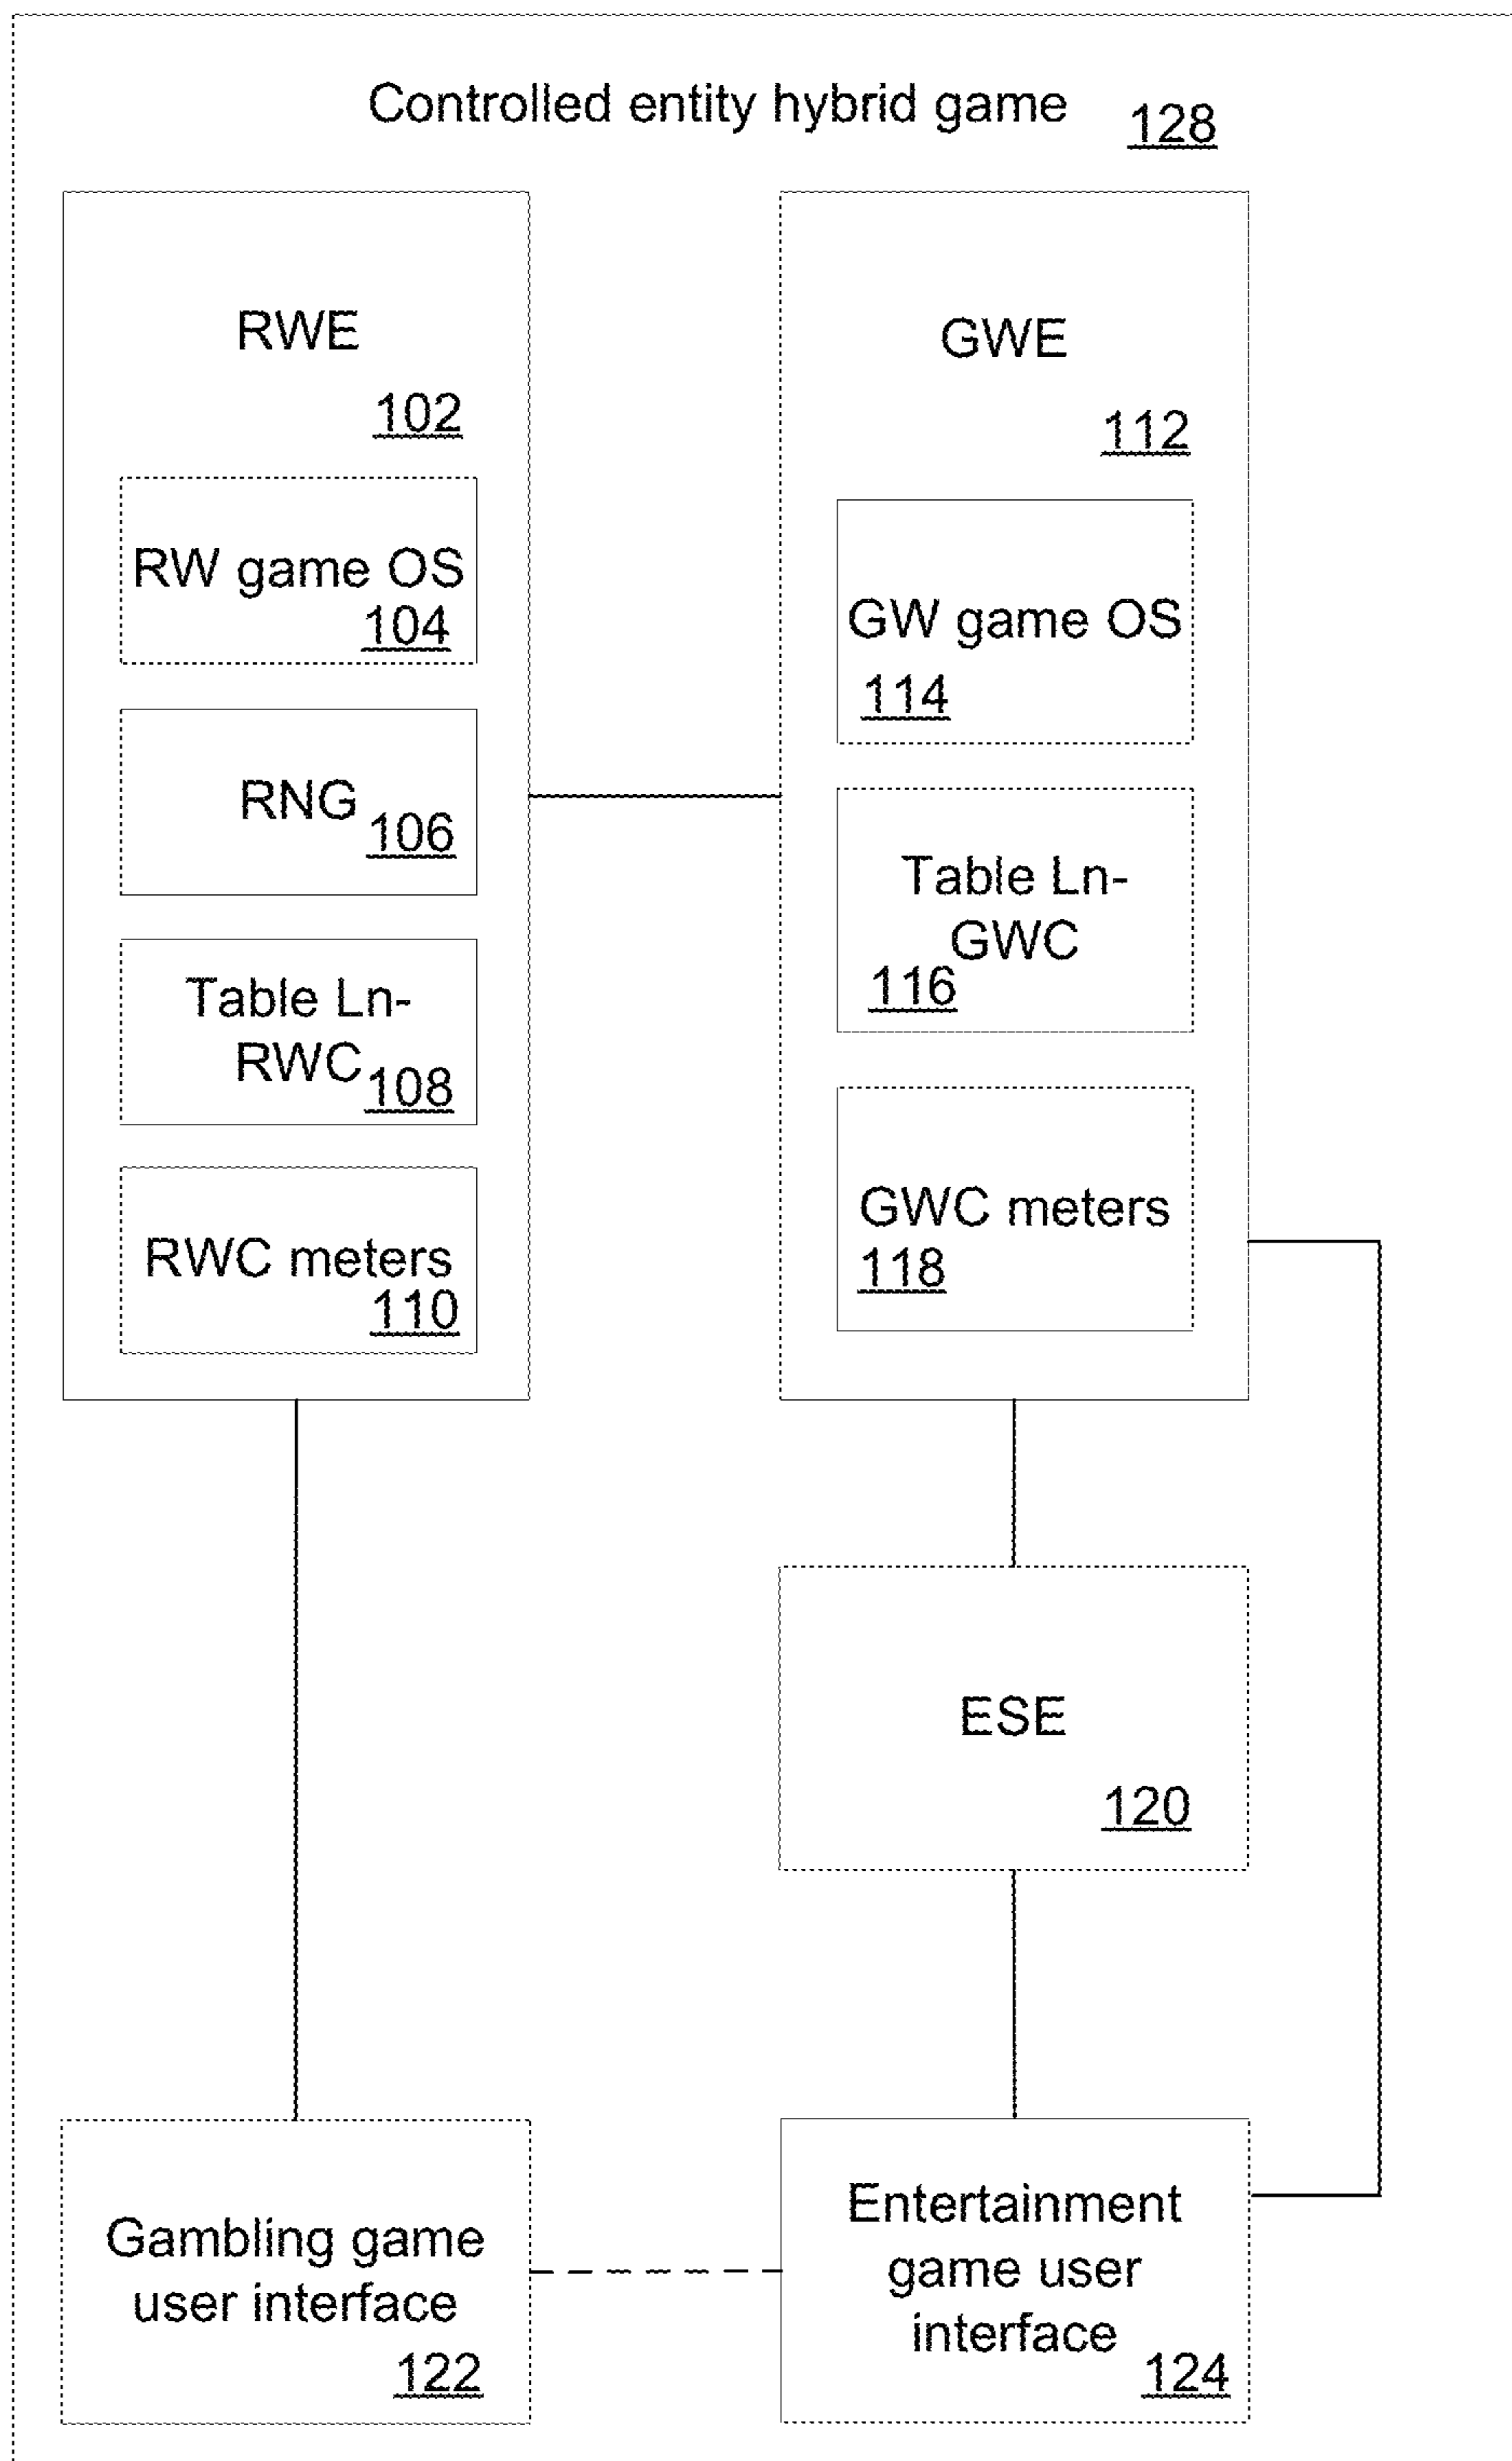 Controlled entity hybrid game 128
RWE
102
RW game OS
104
RNG
106
Table Ln-
RWC
108
RWC meters
110
GWE
112
GW game OS
114
Table Ln-
GWC
116
GWC meters
118
ESE
120
Gambling game
user interface
122
Entertainment
game user
interface
124